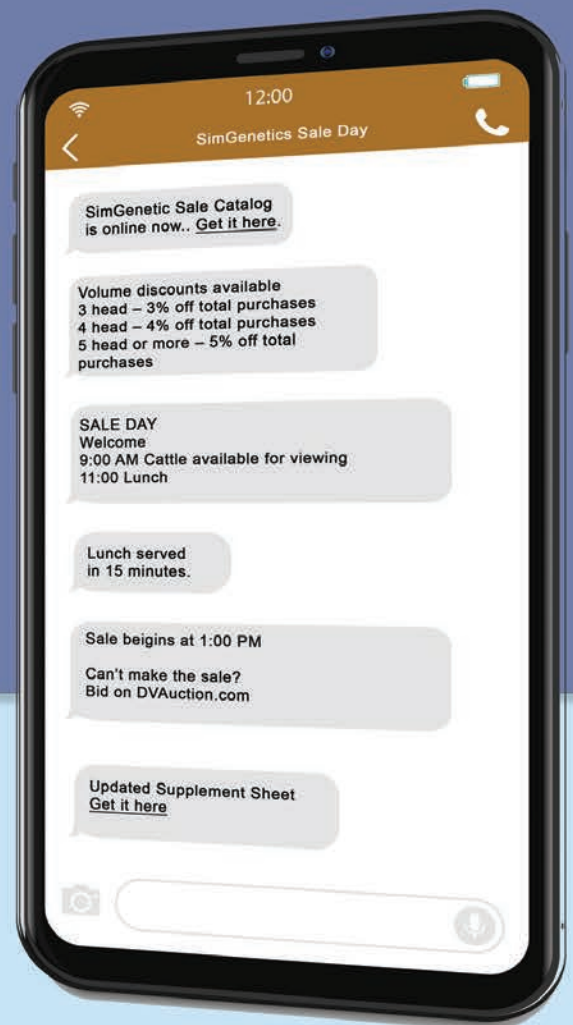 12:00
SimGenetics Sale Day
SimGenetic Sale Catalog
is online now.. Get it here.
Volume discounts available
3 head – 3% off total purchases
4 head – 4% off total purchases
5 head or more – 5% off total
purchases
SALE DAY
Welcome
9:00 AM Cattle available for viewing
11:00 Lunch
Lunch served
in 15 minutes.
Sale beigins at 1:00 PM
Can't make the sale?
Bid on DVAuction.com
Updated Supplement Sheet
Get it here